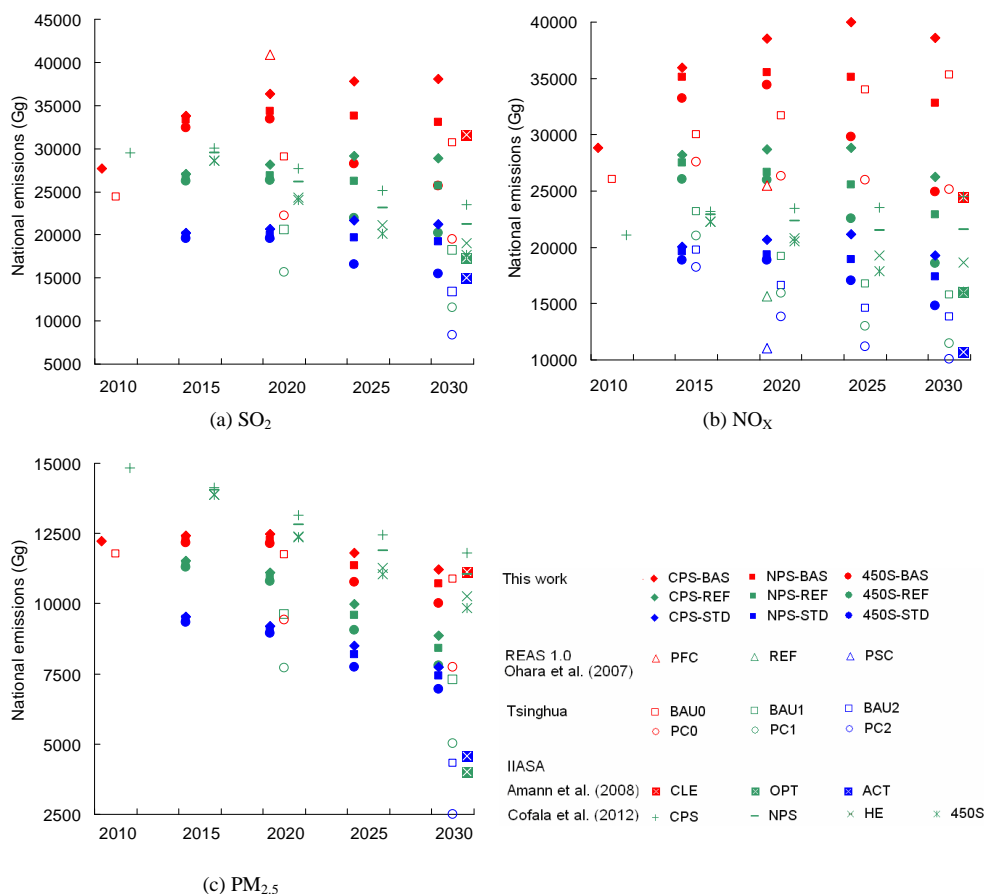 45000
40000
35000
30000
25000
20000
15000
10000
5000
National emissions (Gg)
2010 2015 2020 2025 2030
(a) SO2
40000
35000
30000
25000
20000
15000
10000
National emissions (Gg)
2010 2015 2020 2025 2030
(b) NOX
15000
12500
10000
7500
5000
2500
National emissions (Gg)
2010 2015 2020 2025 2030
(c) PM2.5
This work
CPS-BAS NPS-BAS 450S-BAS
CPS-REF NPS-REF 450S-REF
CPS-STD NPS-STD 450S-STD
REAS 1.0
Ohara et al. (2007)
PFC REF PSC
Tsinghua
BAU0 BAU1 BAU2
PC0 PC1 PC2
IIASA
Amann et al. (2008) CLE OPT ACT
Cofala et al. (2012) CPS NPS HE 450S